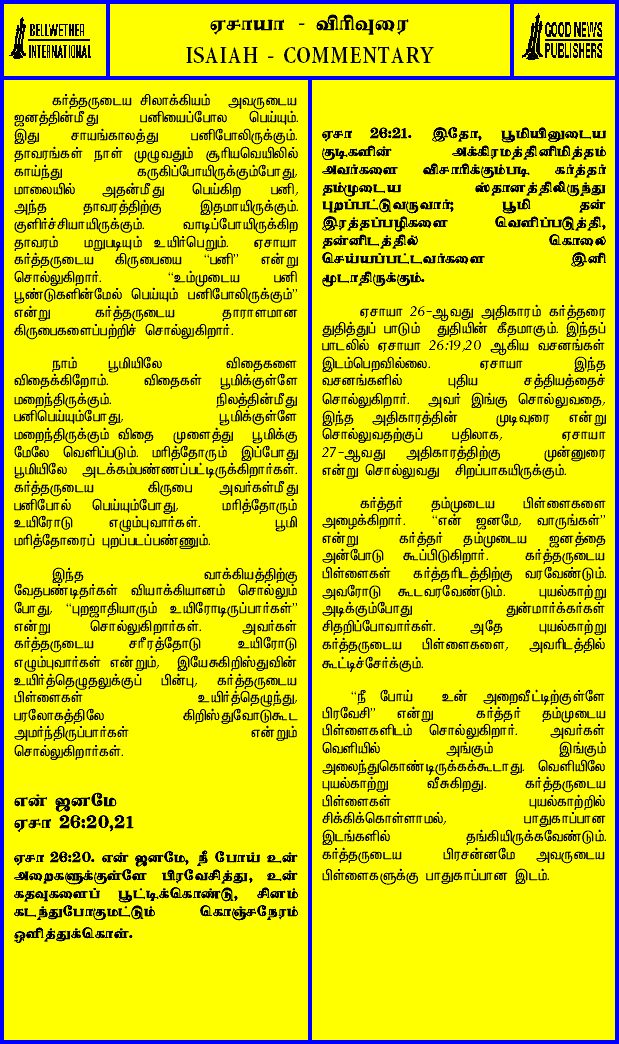 BELLWETHER
INTERNATIONAL
ஏசாயா - விரிவுரை
ISAIAH - COMMENTARY
GOOD NEWS
PUBLISHERS
கர்த்தருடைய சிலாக்கியம் அவருடைய
ஜனத்தின்மீது பனியைப்போல பெய்யும்.
இது சாயங்காலத்து பனிபோலிருக்கும்.
தாவரங்கள் நாள் முழுவதும் சூரியவெயிலில்
காய்ந்து கருகிப்போயிருக்கும்போது,
மாலையில் அதன்மீது பெய்கிற பனி,
அந்த தாவரத்திற்கு இதமாயிருக்கும்.
குளிர்ச்சியாயிருக்கும். வாடிப்போயிருக்கிற
தாவரம் மறுபடியும் உயிர்பெறும். ஏசாயா
கர்த்தருடைய கிருபையை “பனி” என்று
சொல்லுகிறார். “உம்முடைய பனி
பூண்டுகளின்மேல் பெய்யும் பனிபோலிருக்கும்”
என்று கர்த்தருடைய தாராளமான
கிருபைகளைப்பற்றிச் சொல்லுகிறார்.
நாம் பூமியிலே விதைகளை
விதைக்கிறோம். விதைகள் பூமிக்குள்ளே
மறைந்திருக்கும். நிலத்தின்மீது
பனிபெய்யும்போது, பூமிக்குள்ளே
மறைந்திருக்கும் விதை முளைத்து பூமிக்கு
மேலே வெளிப்படும். மரித்தோரும் இப்போது
பூமியிலே அடக்கம்பண்ணப்பட்டிருக்கிறார்கள்.
கர்த்தருடைய கிருபை அவர்கள்மீது
பனிபோல் பெய்யும்போது, மரித்தோரும்
உயிரோடு எழும்புவார்கள். பூமி
மரித்தோரைப் புறப்படப்பண்ணும்.
இந்த வாக்கியத்திற்கு
வேதபண்டிதர்கள் வியாக்கியானம் சொல்லும்
போது, “புறஜாதியாரும் உயிரோடிருப்பார்கள்”
என்று சொல்லுகிறார்கள். அவர்கள்
கர்த்தருடைய சரீரத்தோடு உயிரோடு
எழும்புவார்கள் என்றும், இயேசுகிறிஸ்துவின்
உயிர்த்தெழுதலுக்குப் பின்பு, கர்த்தருடைய
பிள்ளைகள் உயிர்த்தெழுந்து,
பரலோகத்திலே கிறிஸ்துவோடுகூட
அமர்ந்திருப்பார்கள் என்றும்
சொல்லுகிறார்கள்.
என் ஜனமே
ஏசா 26:20,21
ஏசா 26:20. என் ஜனமே, நீ போய் உன்
அறைகளுக்குள்ளே பிரவேசித்து, உன்
கதவுகளைப் பூட்டிக்கொண்டு, சினம்
கடந்துபோகுமட்டும் கொஞ்சநேரம்
ஒளித்துக்கொள்.
ஏசா 26:21. இதோ, பூமியினுடைய
குடிகளின் அக்கிரமத்தினிமித்தம்
அவர்களை விசாரிக்கும்படி கர்த்தர்
தம்முடைய ஸ்தானத்திலிருந்து
புறப்பட்டுவருவார்; பூமி தன்
இரத்தப்பழிகளை வெளிப்படுத்தி,
தன்னிடத்தில் கொலை
செய்யப்பட்டவர்களை இனி
மூடாதிருக்கும்.
ஏசாயா 26-ஆவது அதிகாரம் கர்த்தரை
துதித்துப் பாடும் துதியின் கீதமாகும். இந்தப்
பாடலில் ஏசாயா 26:19,20 ஆகிய வசனங்கள்
இடம்பெறவில்லை. ஏசாயா இந்த
வசனங்களில் புதிய சத்தியத்தைச்
சொல்லுகிறார். அவர் இங்கு சொல்லுவதை,
இந்த அதிகாரத்தின் முடிவுரை என்று
சொல்லுவதற்குப் பதிலாக, ஏசாயா
27-ஆவது அதிகாரத்திற்கு முன்னுரை
என்று சொல்லுவது சிறப்பாகயிருக்கும்.
கர்த்தர் தம்முடைய பிள்ளைகளை
அழைக்கிறார். “என் ஜனமே, வாருங்கள்”
என்று கர்த்தர் தம்முடைய ஜனத்தை
அன்போடு கூப்பிடுகிறார். கர்த்தருடைய
பிள்ளைகள் கர்த்தரிடத்திற்கு வரவேண்டும்.
அவரோடு கூடவரவேண்டும். புயல்காற்று
அடிக்கும்போது துன்மார்க்கர்கள்
சிதறிப்போவார்கள். அதே புயல்காற்று
கர்த்தருடைய பிள்ளைகளை, அவரிடத்தில்
கூட்டிச்சேர்க்கும்.
“நீ போய் உன் அறைவீட்டிற்குள்ளே
பிரவேசி” என்று கர்த்தர் தம்முடைய
பிள்ளைகளிடம் சொல்லுகிறார். அவர்கள்
வெளியில் அங்கும் இங்கும்
அலைந்துகொண்டிருக்கக்கூடாது. வெளியிலே
புயல்காற்று வீசுகிறது. கர்த்தருடைய
பிள்ளைகள் புயல்காற்றில்
சிக்கிக்கொள்ளாமல், பாதுகாப்பான
இடங்களில் தங்கியிருக்கவேண்டும்.
கர்த்தருடைய பிரசன்னமே அவருடைய
பிள்ளைகளுக்கு பாதுகாப்பான இடம்.